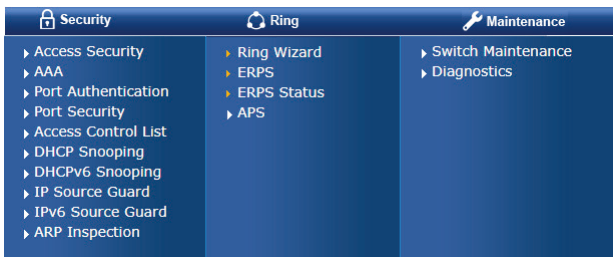 Security
Access Security
AAA
Port Authentication
Port Security
Access Control List
DHCP Snooping
DHCPv6 Snooping
IP Source Guard
IPv6 Source Guard
ARP Inspection
Ring
Ring Wizard
ERPS
ERPS Status
APS
Maintenance
Switch Maintenance
Diagnostics